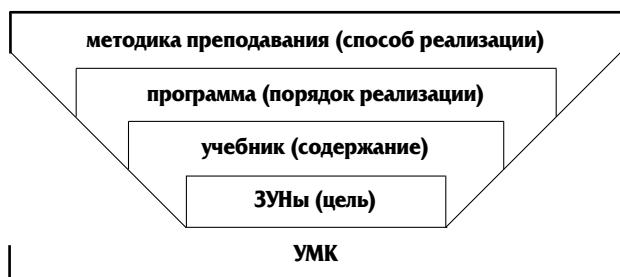 методика преподавания (способ реализации)
программа (порядок реализации)
учебник (содержание)
ЗУНы (цель)
УМК